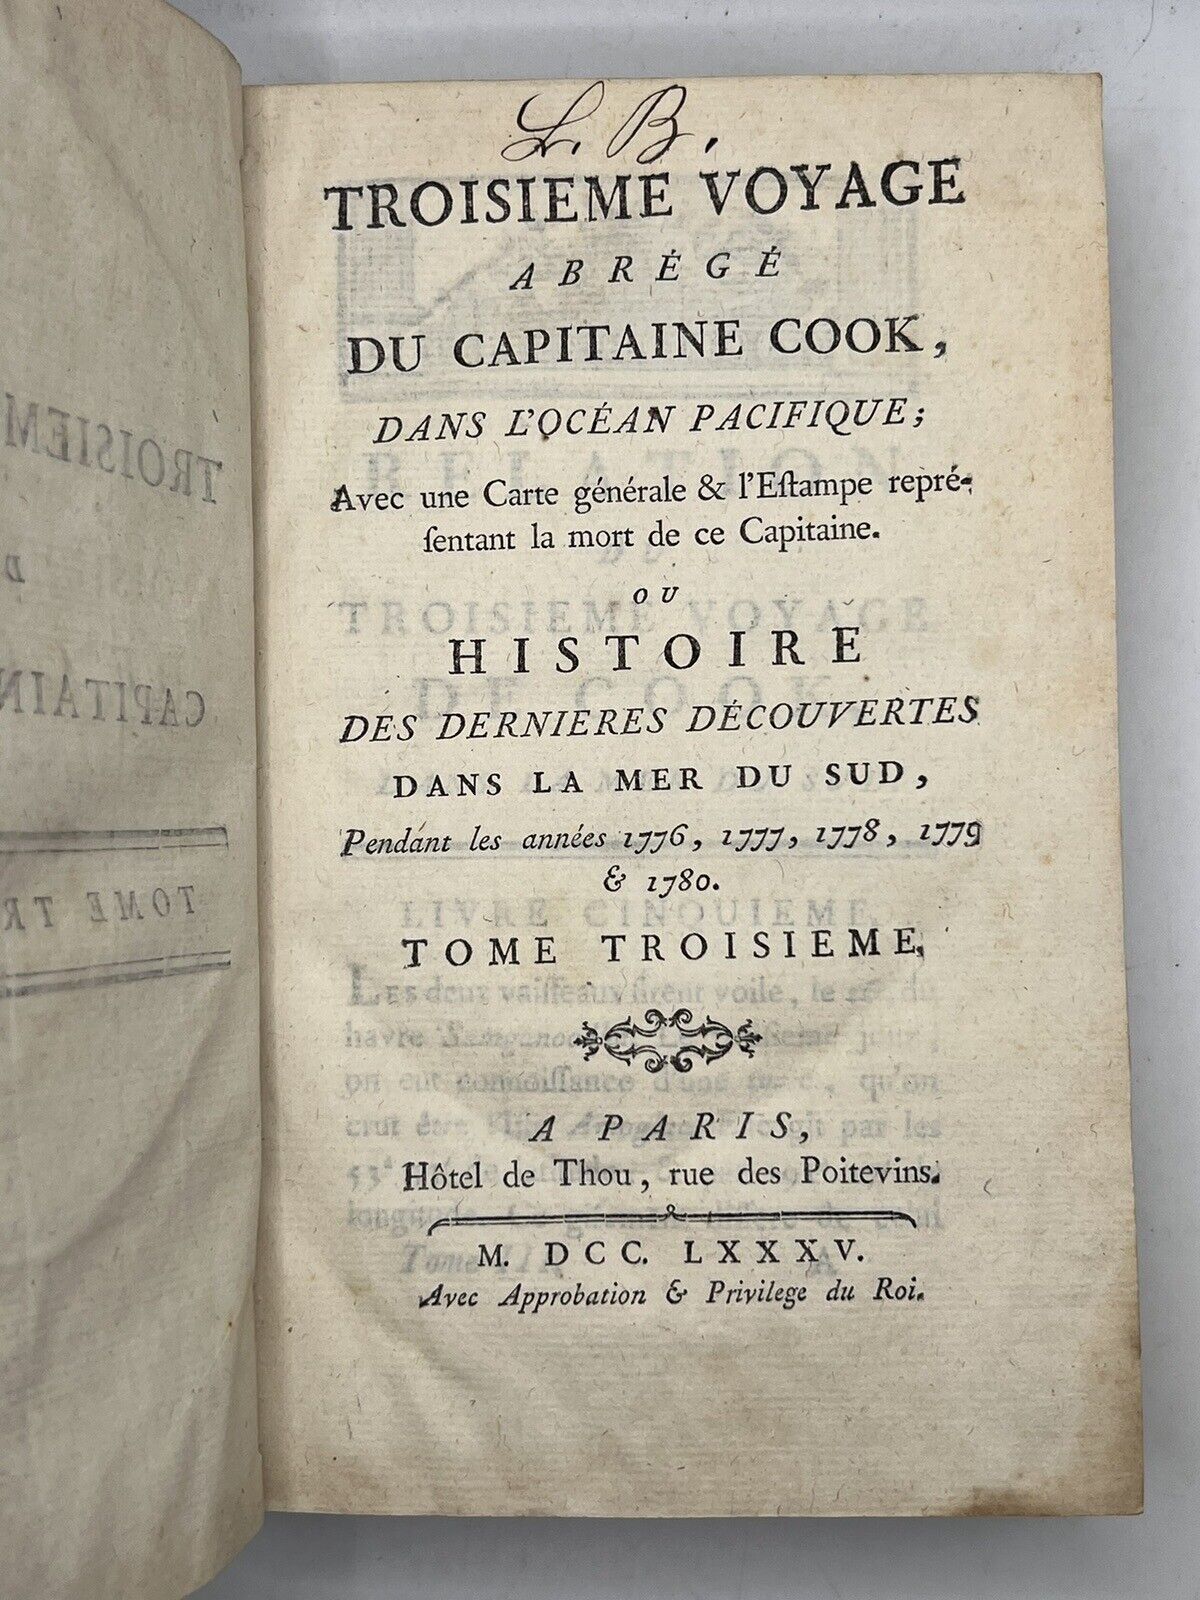 L. B.
TROISIEME VOYAGE
ABRÉGÉ
DU CAPITAINE COOK,
DANS L'OCÉAN PACIFIQUE;
Avec une Carte générale & l'Eſtampe repré-
ſentant la mort de ce Capitaine.
OU
HISTOIRE
DES DERNIERES DÉCOUVERTES
DANS LA MER DU SUD,
Pendant les années 1776, 1777, 1778, 1779
& 1780.
TOME TROISIEME,
A PARIS,
Hôtel de Thou, rue des Poitevins.
M. DCC. LXXXV.
Avec Approbation & Privilege du Roi.